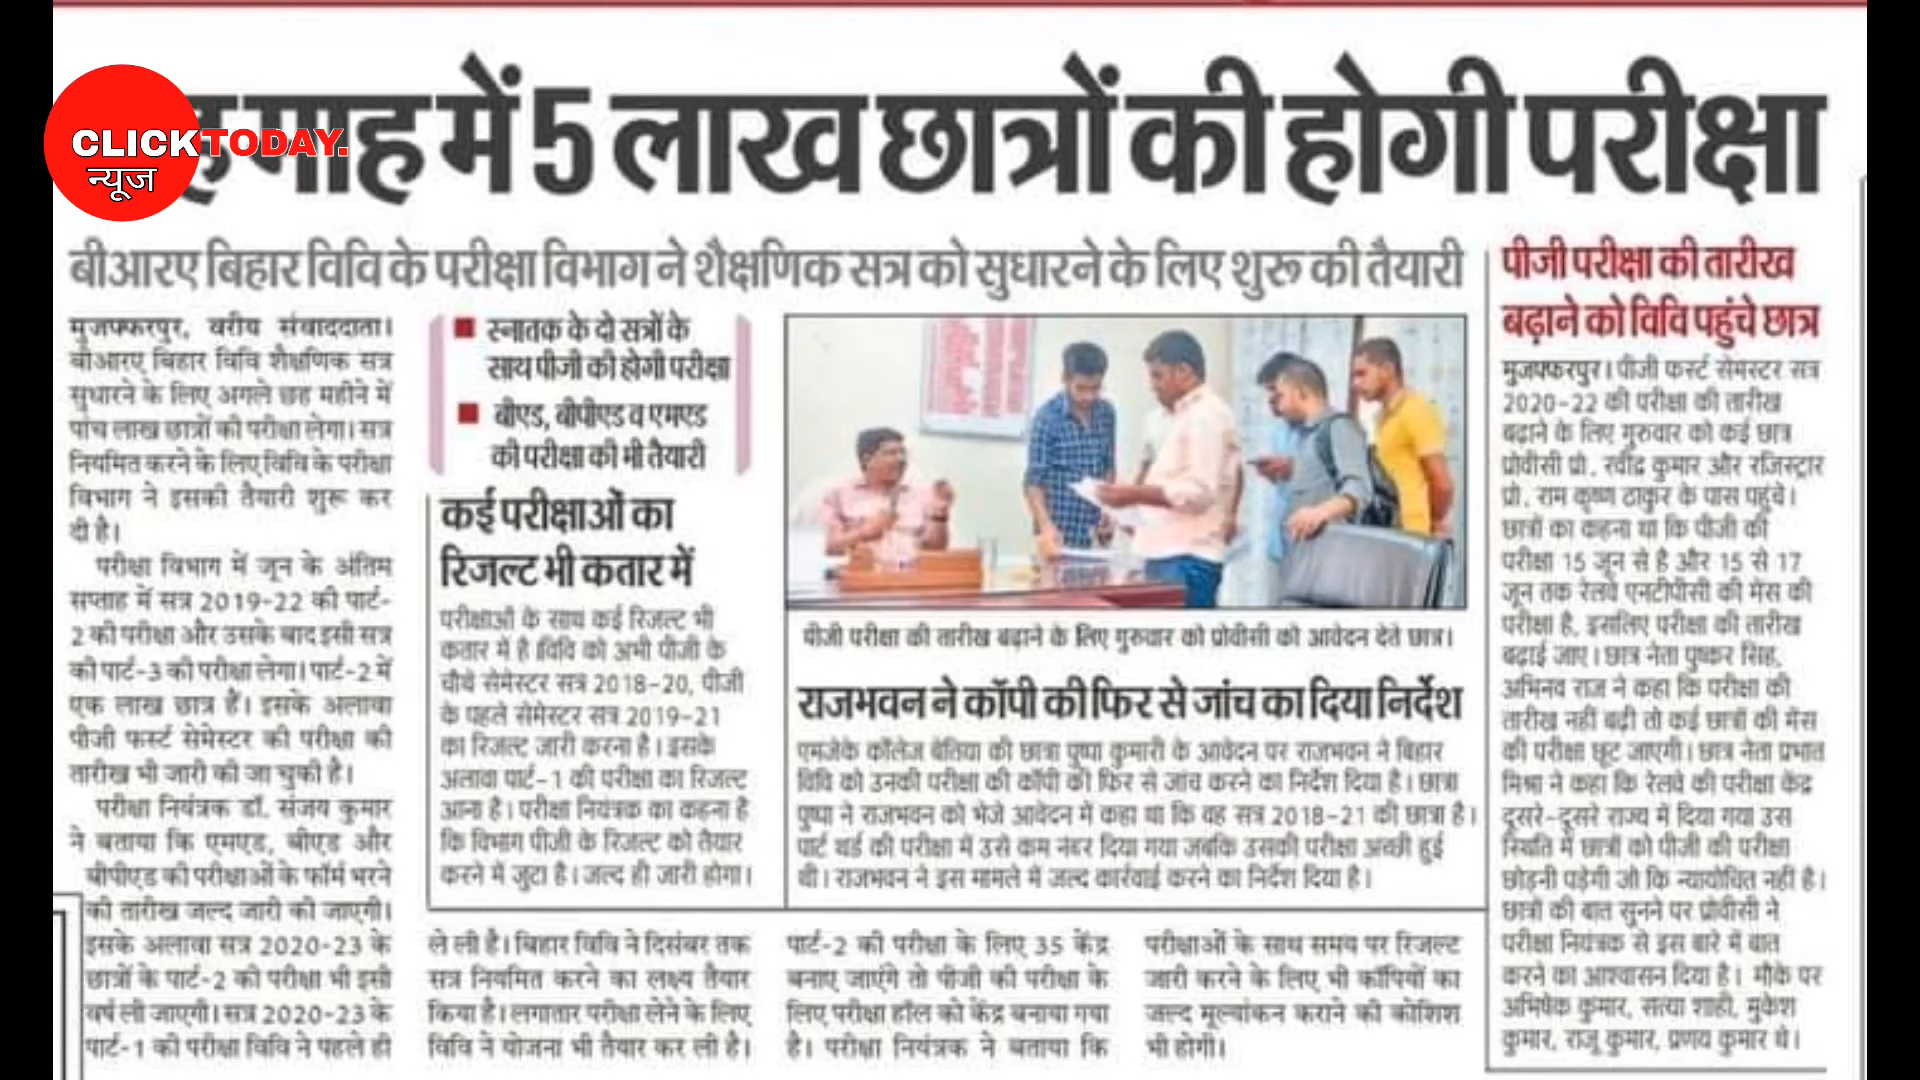 CLICKTODAY.
न्यूज
माह में 5 लाख छात्रों की होगी परीक्षा
बीआरए बिहार विवि के परीक्षा विभाग ने शैक्षणिक सत्र को सुधारने के लिए शुरू की तैयारी
मुजफ्फरपुर, वरीय संवाददाता।
बीआरए बिहार विवि शैक्षणिक सत्र
सुधारने के लिए अगले छह महीने में
पांच लाख छात्रों की परीक्षा लेगा। सत्र
नियमित करने के लिए विवि के परीक्षा
विभाग ने इसकी तैयारी शुरू कर
दी है।
परीक्षा विभाग में जून के अंतिम
सप्ताह में सत्र 2019-22 की पार्ट-
2 की परीक्षा और उसके बाद इसी सत्र
की पार्ट-3 की परीक्षा लेगा। पार्ट-2 में
एक लाख छात्र हैं। इसके अलावा
पीजी फर्स्ट सेमेस्टर की परीक्षा की
तारीख भी जारी की जा चुकी है।
परीक्षा नियंत्रक डॉ. संजय कुमार
ने बताया कि एमएड, बीएड और
बीपीएड की परीक्षाओं के फॉर्म भरने
की तारीख जल्द जारी की जाएगी।
इसके अलावा सत्र 2020-23 के
छात्रों के पार्ट-2 की परीक्षा भी इसी
वर्ष ली जाएगी। सत्र 2020-23 के
पार्ट-1 की परीक्षा विवि ने पहले ही
स्नातक के दो सत्रों के
साथ पीजी की होगी परीक्षा
बीएड, बीपीएड व एमएड
की परीक्षा की भी तैयारी
कई परीक्षाओं का
रिजल्ट भी कतार में
परीक्षाओं के साथ कई रिजल्ट भी
कतार में है। विवि को अभी पीजी के
चौथे सेमेस्टर सत्र 2018-20, पीजी
के पहले सेमेस्टर सत्र 2019-21
का रिजल्ट जारी करना है। इसके
अलावा पार्ट-1 की परीक्षा का रिजल्ट
आना है। परीक्षा नियंत्रक का कहना है
कि विभाग पीजी के रिजल्ट को तैयार
करने में जुटा है। जल्द ही जारी होगा।
ले ली है। बिहार विवि ने दिसंबर तक
सत्र नियमित करने का लक्ष्य तैयार
किया है। लगातार परीक्षा लेने के लिए
विवि ने योजना भी तैयार कर ली है।
पीजी परीक्षा की तारीख बढ़ाने के लिए गुरुवार को प्रोवीसी को आवेदन देते छात्र।
राजभवन ने कॉपी की फिर से जांच का दिया निर्देश
एमजेके कॉलेज बेतिया की छात्रा पुष्पा कुमारी के आवेदन पर राजभवन ने बिहार
विवि को उनकी परीक्षा की कॉपी की फिर से जांच करने का निर्देश दिया है। छात्रा
पुष्पा ने राजभवन को भेजे आवेदन में कहा था कि वह सत्र 2018-21 की छात्रा है।
पार्ट थर्ड की परीक्षा में उसे कम नंबर दिया गया जबकि उसकी परीक्षा अच्छी हुई
थी। राजभवन ने इस मामले में जल्द कार्रवाई करने का निर्देश दिया है।
पार्ट-2 की परीक्षा के लिए 35 केंद्र
बनाए जाएंगे तो पीजी की परीक्षा के
लिए परीक्षा हॉल को केंद्र बनाया गया
है। परीक्षा नियंत्रक ने बताया कि
परीक्षाओं के साथ समय पर रिजल्ट
जारी करने के लिए भी कॉपियों का
जल्द मूल्यांकन कराने की कोशिश
भी होगी।
पीजी परीक्षा की तारीख
बढ़ाने को विवि पहुंचे छात्र
मुजफ्फरपुर। पीजी फर्स्ट सेमेस्टर सत्र
2020-22 की परीक्षा की तारीख
बढ़ाने के लिए गुरुवार को कई छात्र
प्रोवीसी प्रो. रवींद्र कुमार और रजिस्ट्रार
प्रो. राम कृष्ण ठाकुर के पास पहुंचे।
छात्रों का कहना था कि पीजी की
परीक्षा 15 जून से है और 15 से 17
जून तक रेलवे एनटीपीसी की मेंस की
परीक्षा है, इसलिए परीक्षा की तारीख
बढ़ाई जाए। छात्र नेता पुष्कर सिंह,
अभिनव राज ने कहा कि परीक्षा की
तारीख नहीं बढ़ी तो कई छात्रों की मेंस
की परीक्षा छूट जाएगी। छात्र नेता प्रभात
मिश्रा ने कहा कि रेलवे की परीक्षा केंद्र
दूसरे-दूसरे राज्य में दिया गया उस
स्थिति में छात्रों को पीजी की परीक्षा
छोड़नी पड़ेगी जो कि न्यायोचित नहीं है।
छात्रों की बात सुनने पर प्रोवीसी ने
परीक्षा नियंत्रक से इस बारे में बात
करने का आश्वासन दिया है। मौके पर
अभिषेक कुमार, सत्या शाही, मुकेश
कुमार, राजू कुमार, प्रणय कुमार थे।